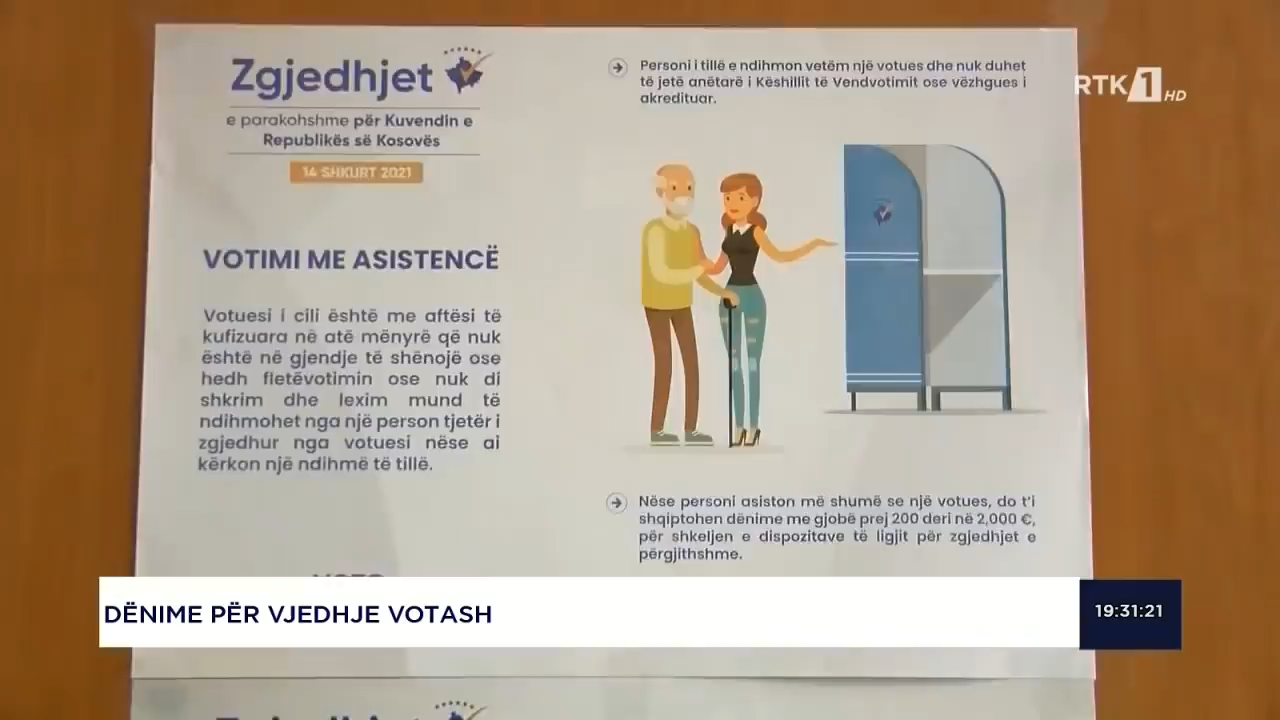 Zgjedhjet
e parakohshme për Kuvendin e
Republikës së Kosovës
14 SHKURT 2021
VOTIMI ME ASISTENCË
Votuesi i cili është me aftësi të
kufizuara në atë mënyrë që nuk
është në gjendje të shënojë ose
hedh fletëvotimin ose nuk di
shkrim dhe lexim mund të
ndihmohet nga një person tjetër i
zgjedhur nga votuesi nëse ai
kërkon një ndihmë të tillë.
Personi i tillë e ndihmon vetëm një votues dhe nuk duhet
të jetë anëtarë i Këshillit të Vendvotimit ose vëzhgues i
akredituar.
Nëse personi asiston më shumë se një votues, do t'i
shqiptohen dënime me gjobë prej 200 deri në 2,000 €,
për shkeljen e dispozitave të ligjit për zgjedhjet e
përgjithshme.
RTK 1 HD
DËNIME PËR VJEDHJE VOTASH
19:31:21